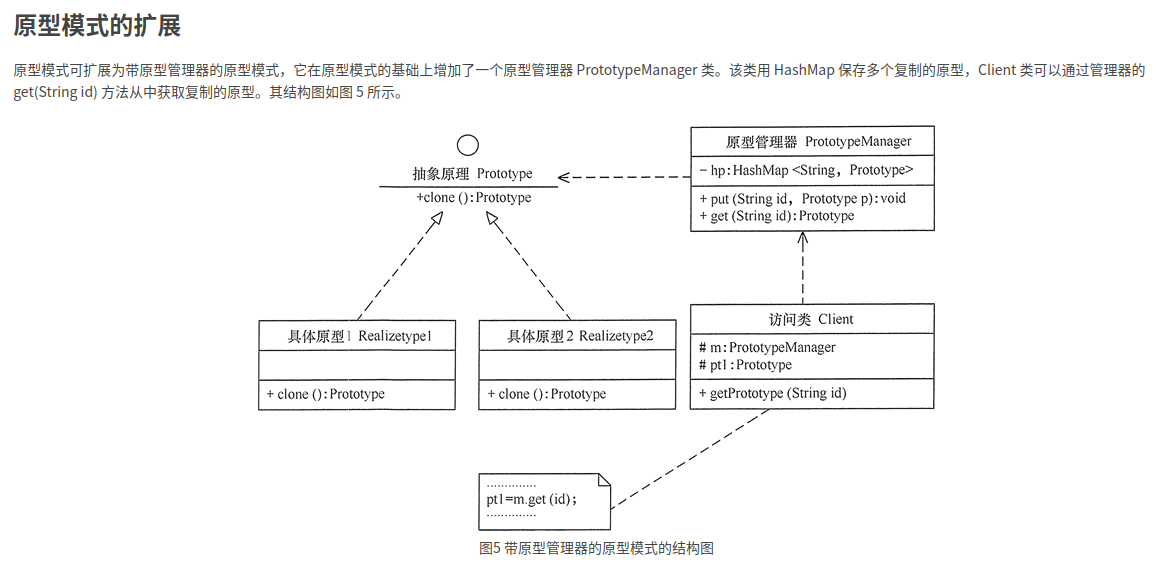 原型模式的扩展
原型模式可扩展为带原型管理器的原型模式，它在原型模式的基础上增加了一个原型管理器 PrototypeManager 类。该类用 HashMap 保存多个复制的原型，Client 类可以通过管理器的
get(String id) 方法从中获取复制的原型。其结构图如图 5 所示。
抽象原理 Prototype
+clone ():Prototype
原型管理器 PrototypeManager
- hp:HashMap <String, Prototype>
+ put (String id, Prototype p):void
+ get (String id):Prototype
具体原型1 Realizetype1
+ clone ():Prototype
具体原型2 Realizetype2
+ clone ():Prototype
访问类 Client
# m:PrototypeManager
# pt1:Prototype
+ getPrototype (String id)
..............
pt1=m.get (id);
..............
图5 带原型管理器的原型模式的结构图